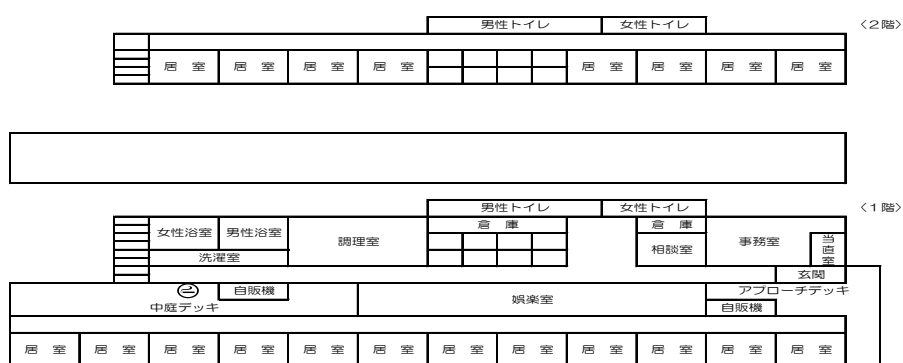 男性トイレ 女性トイレ 〈2階〉
居 室 居 室 居 室 居 室 居 室 居 室 居 室 居 室
男性トイレ 女性トイレ 〈1階〉
女性浴室 男性浴室 調理室 倉 庫 倉 庫 事務室 当直室
洗濯室 相談室
玄関
② 自販機 娯楽室 アプローチデッキ
中庭デッキ 自販機
居 室 居 室 居 室 居 室 居 室 居 室 居 室 居 室 居 室 居 室 居 室 居 室